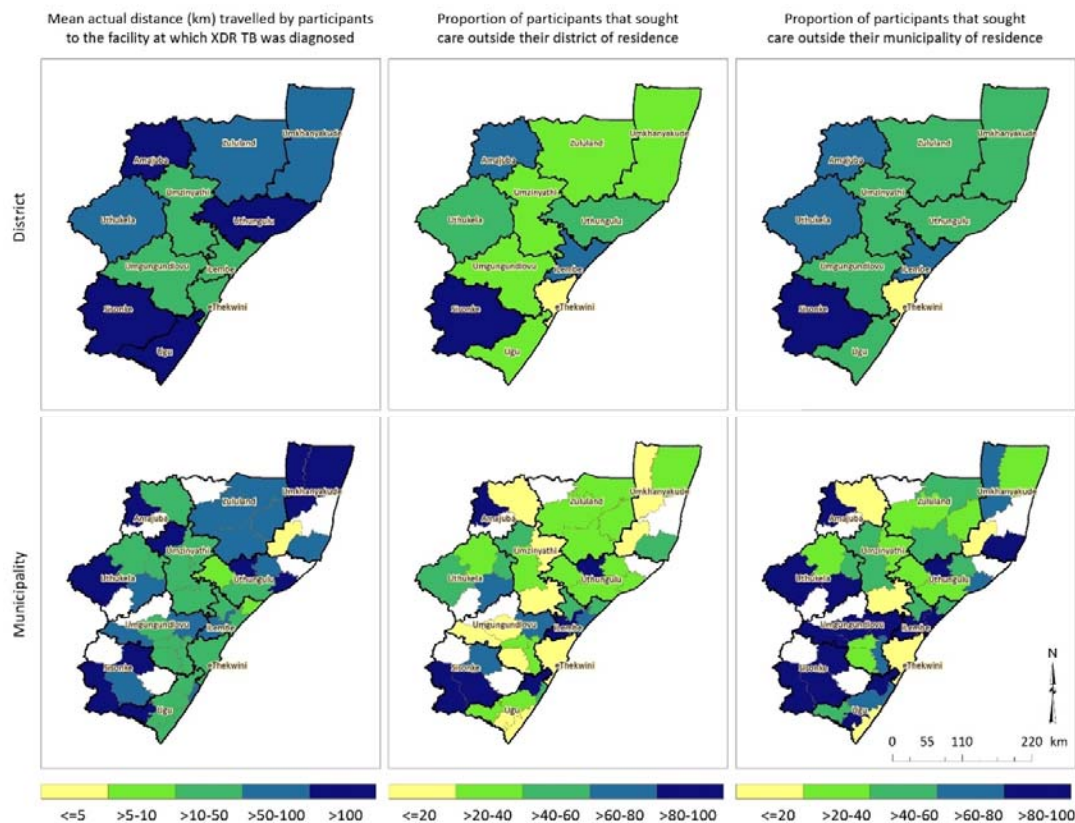 Mean actual distance (km) travelled by participants
to the facility at which XDR TB was diagnosed
Proportion of participants that sought
care outside their district of residence
Proportion of participants that sought
care outside their municipality of residence
District
Amajuba
Zululand
Umkhanyakude
Umzinyathi
Uthukela
Uthungulu
Umgungundlovu
iLembe
eThekwini
Sisonke
Ugu
Amajuba
Zululand
Umkhanyakude
Umzinyathi
Uthukela
Uthungulu
Umgungundlovu
iLembe
eThekwini
Sisonke
Ugu
Amajuba
Zululand
Umkhanyakude
Umzinyathi
Uthukela
Uthungulu
Umgungundlovu
iLembe
eThekwini
Sisonke
Ugu
Municipality
Amajuba
Zululand
Umkhanyakude
Umzinyathi
Uthukela
Uthungulu
Umgungundlovu
iLembe
eThekwini
Sisonke
Ugu
Amajuba
Zululand
Umkhanyakude
Umzinyathi
Uthukela
Uthungulu
Umgungundlovu
iLembe
eThekwini
Sisonke
Ugu
Amajuba
Zululand
Umkhanyakude
Umzinyathi
Uthukela
Uthungulu
Umgungundlovu
iLembe
eThekwini
Sisonke
Ugu
N
0 55 110 220 km
<=5 >5-10 >10-50 >50-100 >100
<=20 >20-40 >40-60 >60-80 >80-100
<=20 >20-40 >40-60 >60-80 >80-100